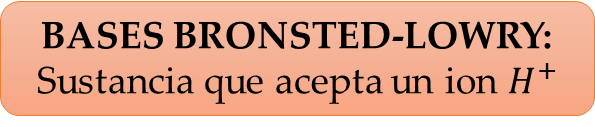 BASES BRONSTED-LOWRY:
Sustancia que acepta un ion H⁺